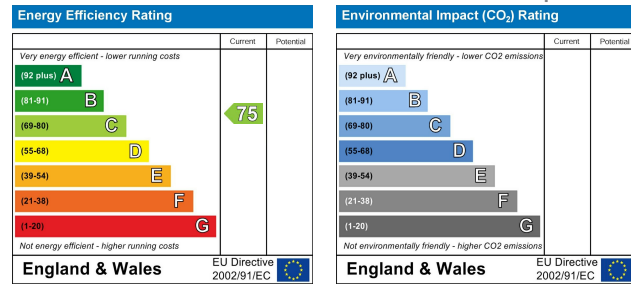 Energy Efficiency Rating
Current Potential
Very energy efficient - lower running costs
(92 plus) A
(81-91) B
(69-80) C
75
(55-68) D
(39-54) E
(21-38) F
(1-20) G
Not energy efficient - higher running costs
England & Wales
EU Directive
2002/91/EC
Environmental Impact (CO2) Rating
Current Potential
Very environmentally friendly - lower CO2 emissions
(92 plus) A
(81-91) B
(69-80) C
(55-68) D
(39-54) E
(21-38) F
(1-20) G
Not environmentally friendly - higher CO2 emissions
England & Wales
EU Directive
2002/91/EC